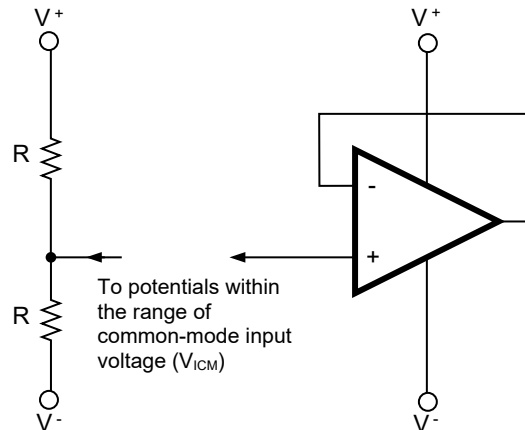 V+
V+
R
-
+
To potentials within
the range of
common-mode input
voltage (VICM)
R
V-
V-